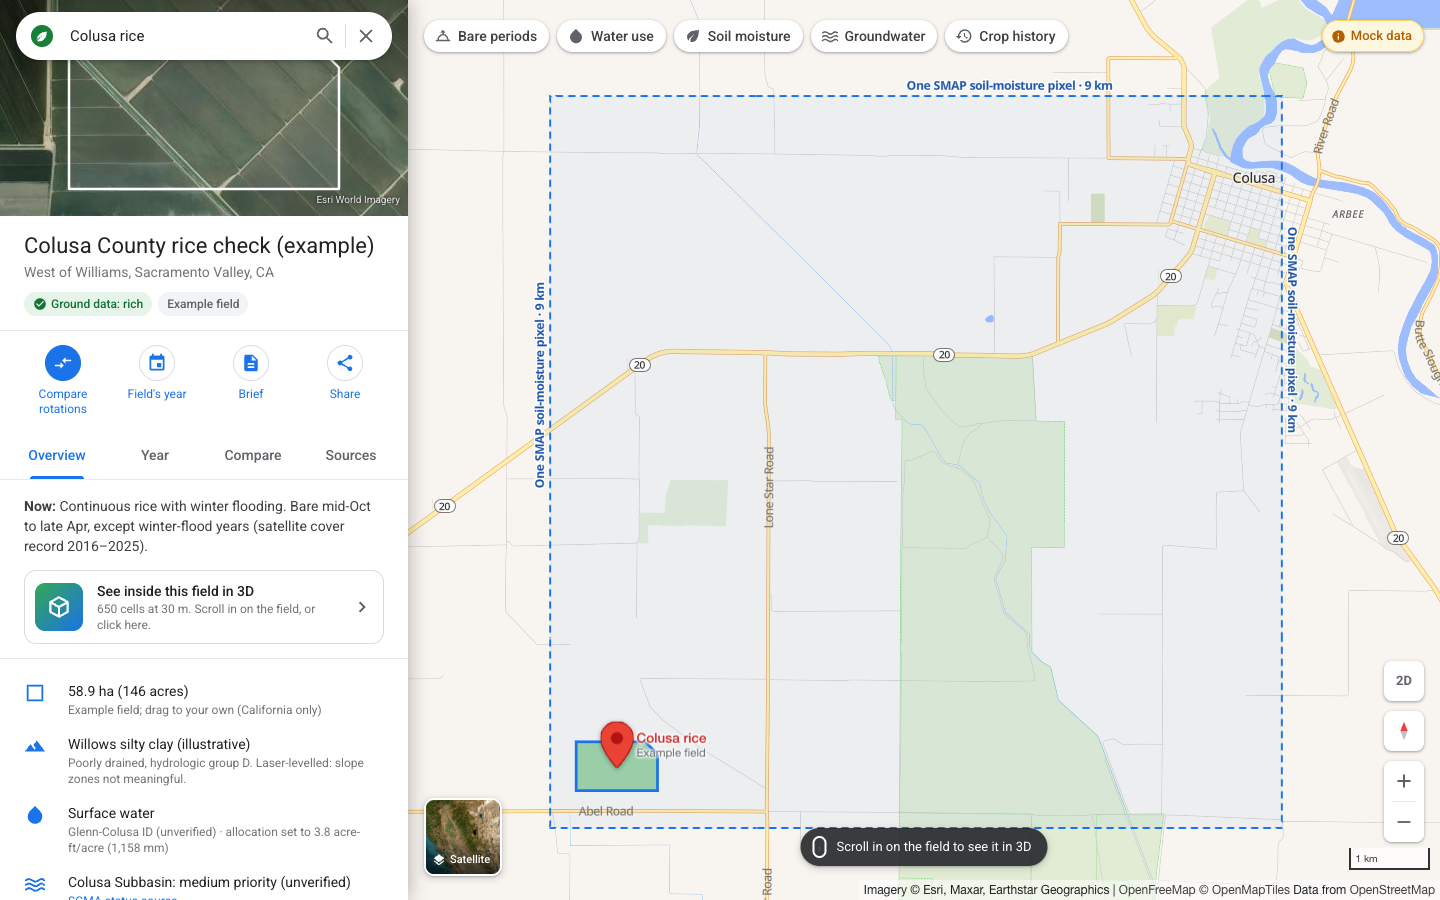 Colusa rice
Esri World Imagery
Colusa County rice check (example)
West of Williams, Sacramento Valley, CA
Ground data: rich
Example field
Compare rotations
Field's year
Brief
Share
Overview
Year
Compare
Sources
Now: Continuous rice with winter flooding. Bare mid-Oct
to late Apr, except winter-flood years (satellite cover
record 2016–2025).
See inside this field in 3D
650 cells at 30 m. Scroll in on the field, or
click here.
58.9 ha (146 acres)
Example field; drag to your own (California only)
Willows silty clay (illustrative)
Poorly drained, hydrologic group D. Laser-levelled: slope
zones not meaningful.
Surface water
Glenn-Colusa ID (unverified) · allocation set to 3.8 acre-
ft/acre (1,158 mm)
Colusa Subbasin: medium priority (unverified)
SGMA status source
Bare periods
Water use
Soil moisture
Groundwater
Crop history
Mock data
One SMAP soil-moisture pixel · 9 km
One SMAP soil-moisture pixel · 9 km
One SMAP soil-moisture pixel · 9 km
River Road
Colusa
ARBEE
20
20
20
20
20
Butte Slough
Lone Star Road
Colusa rice
Example field
Abel Road
Road
Satellite
Scroll in on the field to see it in 3D
2D
1 km
Imagery © Esri, Maxar, Earthstar Geographics | OpenFreeMap © OpenMapTiles Data from OpenStreetMap